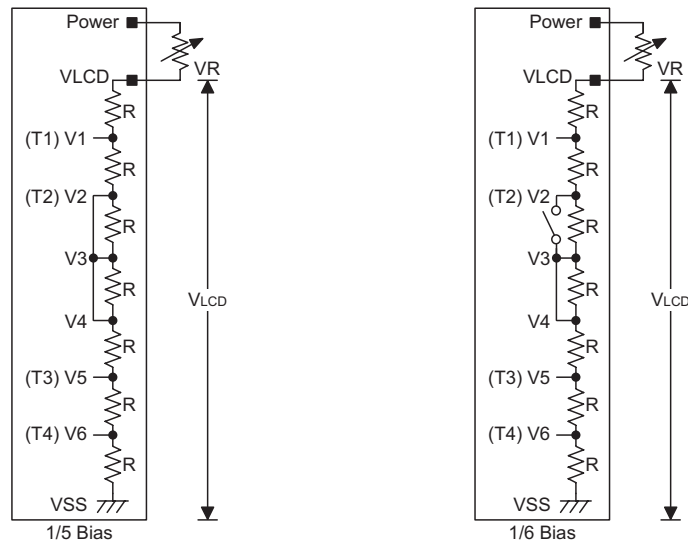 Power
VR
VLCD
R
(T1) V1
R
(T2) V2
R
V3
R
VLCD
V4
R
(T3) V5
R
(T4) V6
R
VSS
1/5 Bias
Power
VR
VLCD
R
(T1) V1
R
(T2) V2
R
V3
R
VLCD
V4
R
(T3) V5
R
(T4) V6
R
VSS
1/6 Bias